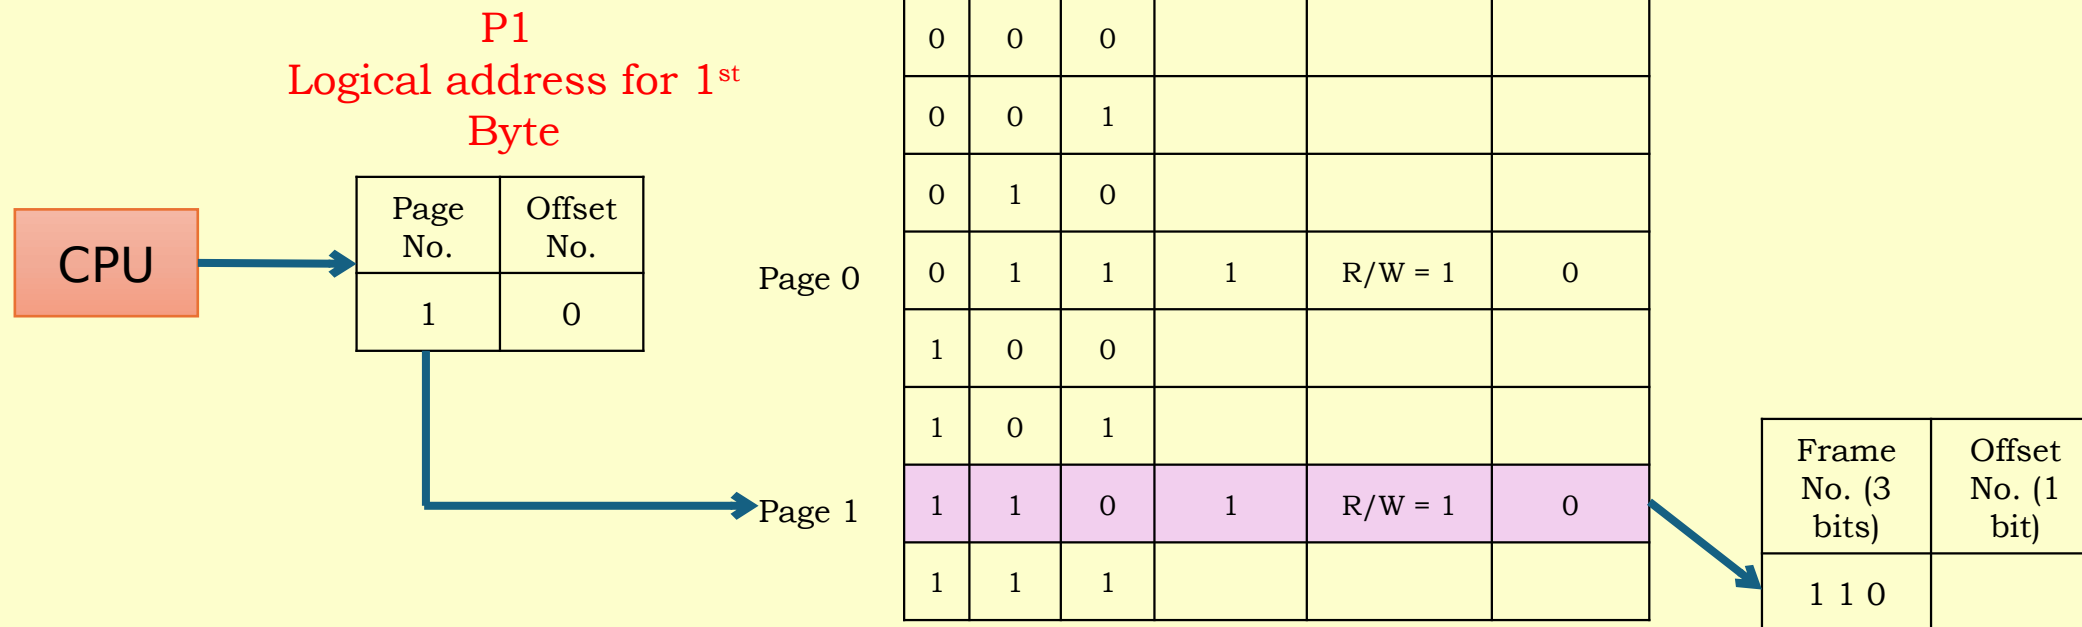 P1
Logical address for 1st
Byte
Page No. Offset No.
1 0
CPU
0 0 0
0 0 1
0 1 0
Page 0 0 1 1 1 R/W = 1 0
1 0 0
1 0 1
Page 1 1 1 0 1 R/W = 1 0
1 1 1
Frame No. (3 bits) Offset No. (1 bit)
1 1 0